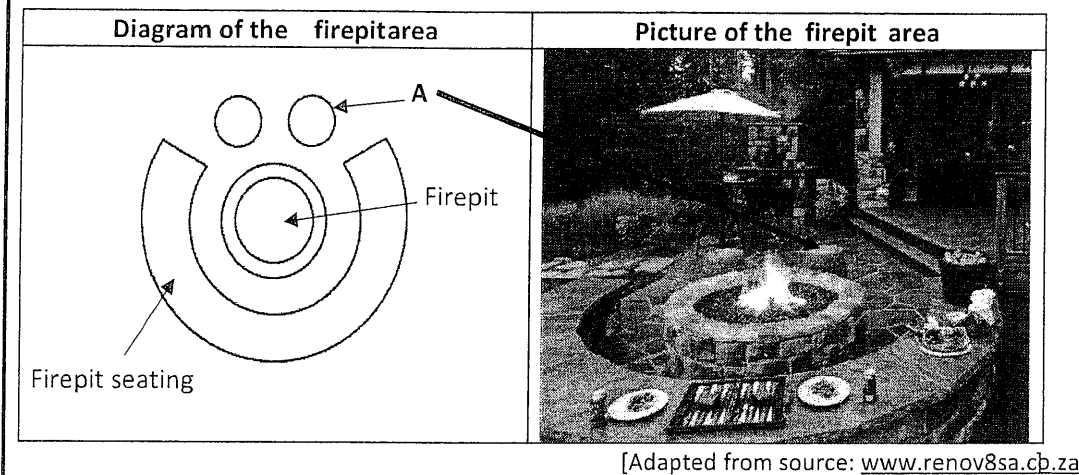 Diagram of the firepitarea
Picture of the firepit area
A
Firepit
Firepit seating
[Adapted from source: www.renov8sa.cb.za